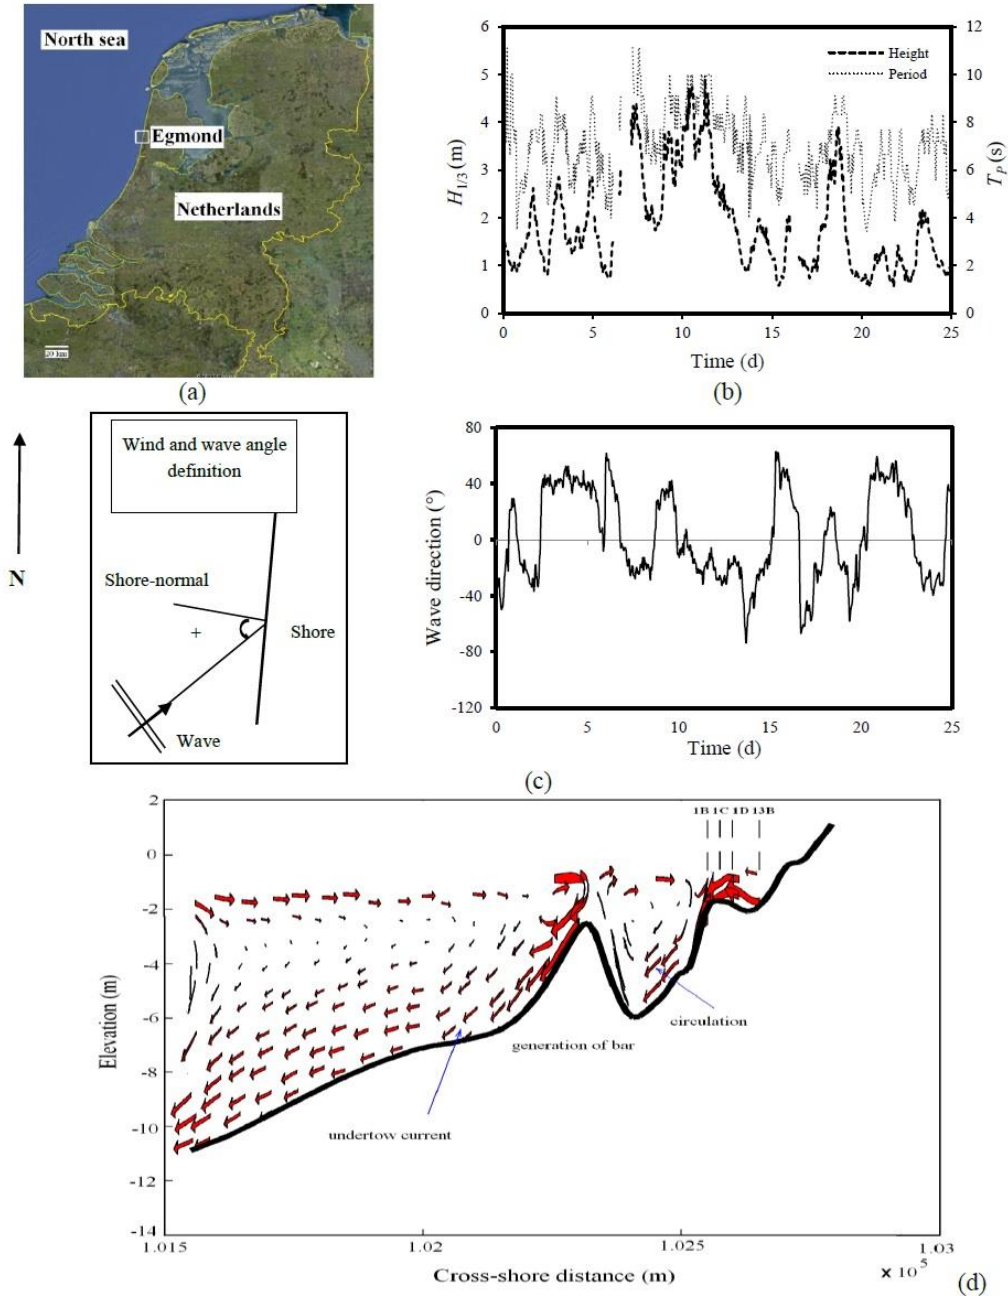 North sea
Egmond
Netherlands
20 km
(a)
6
5
4
3
2
1
0
H1/3 (m)
12
10
8
6
4
2
0
TP (s)
Height
Period
0 5 10 15 20 25
Time (d)
(b)
N
Wind and wave angle
definition
Shore-normal
+
Shore
Wave
80
40
0
-40
-80
-120
Wave direction (°)
0 5 10 15 20 25
Time (d)
(c)
2
0
-2
-4
-6
-8
-10
-12
-14
Elevation (m)
1B 1C 1D 13B
circulation
generation of bar
undertow current
1.015 1.02 1.025 1.03
Cross-shore distance (m)
x 10^5
(d)